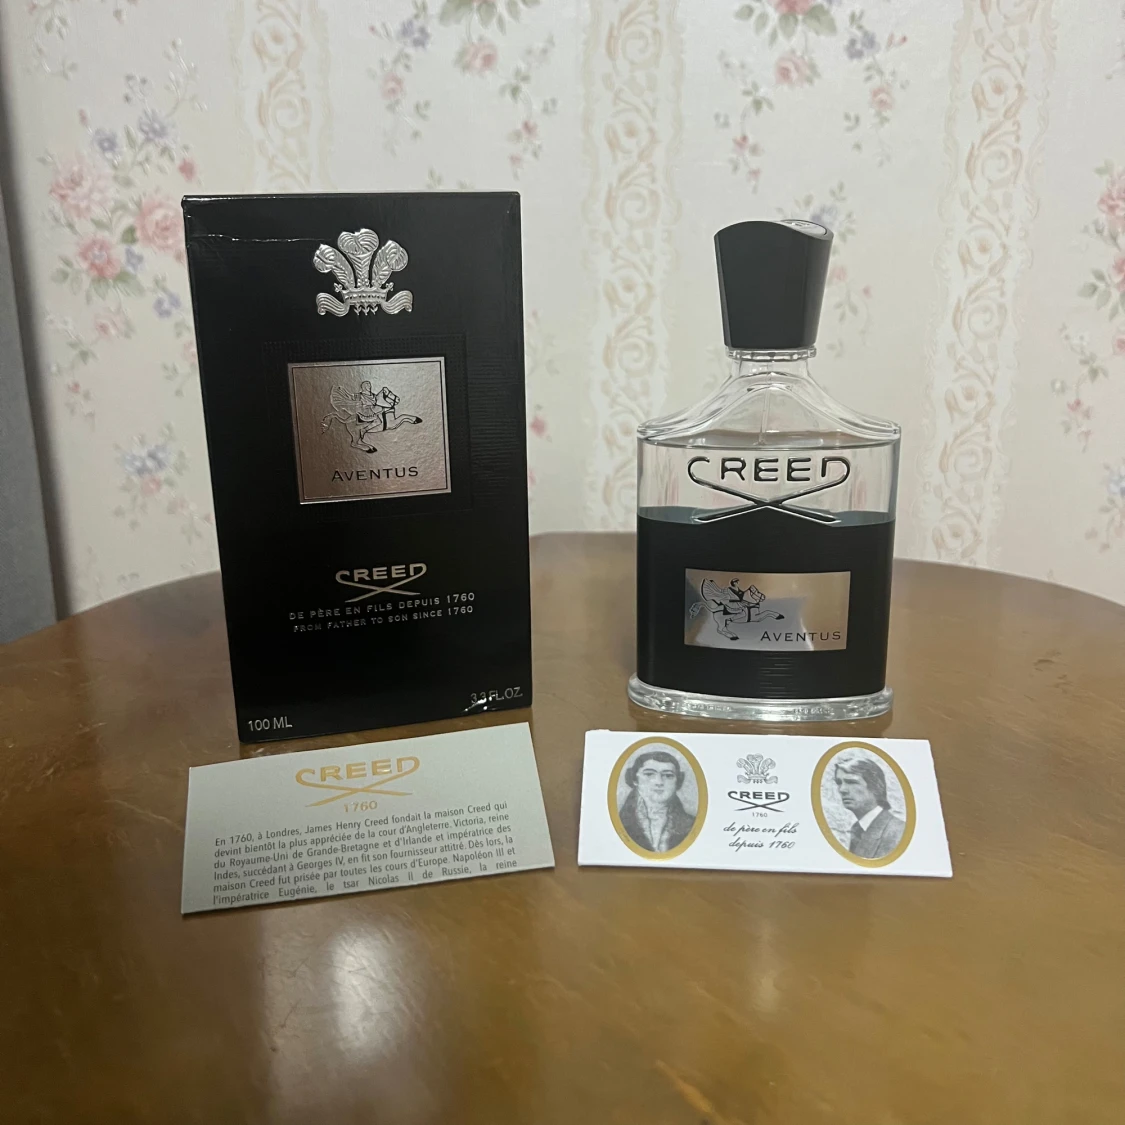 AVENTUS
CREED
DE PÈRE EN FILS DEPUIS 1760
FROM FATHER TO SON SINCE 1760
3.3 FL.OZ.
100 ML
CREED
AVENTUS
CREED
1760
En 1760, à Londres, James Henry Creed fondait la maison Creed qui
devint bientôt la plus appréciée de la cour d'Angleterre. Victoria, reine
du Royaume-Uni de Grande-Bretagne et d'Irlande et impératrice des
Indes, succédant à Georges IV, en fit son fournisseur attitré. Dès lors, la
maison Creed fut prisée par toutes les cours d'Europe. Napoléon III et
l'impératrice Eugénie, le tsar Nicolas II de Russie, la reine
CREED
1760
de père en fils
depuis 1760